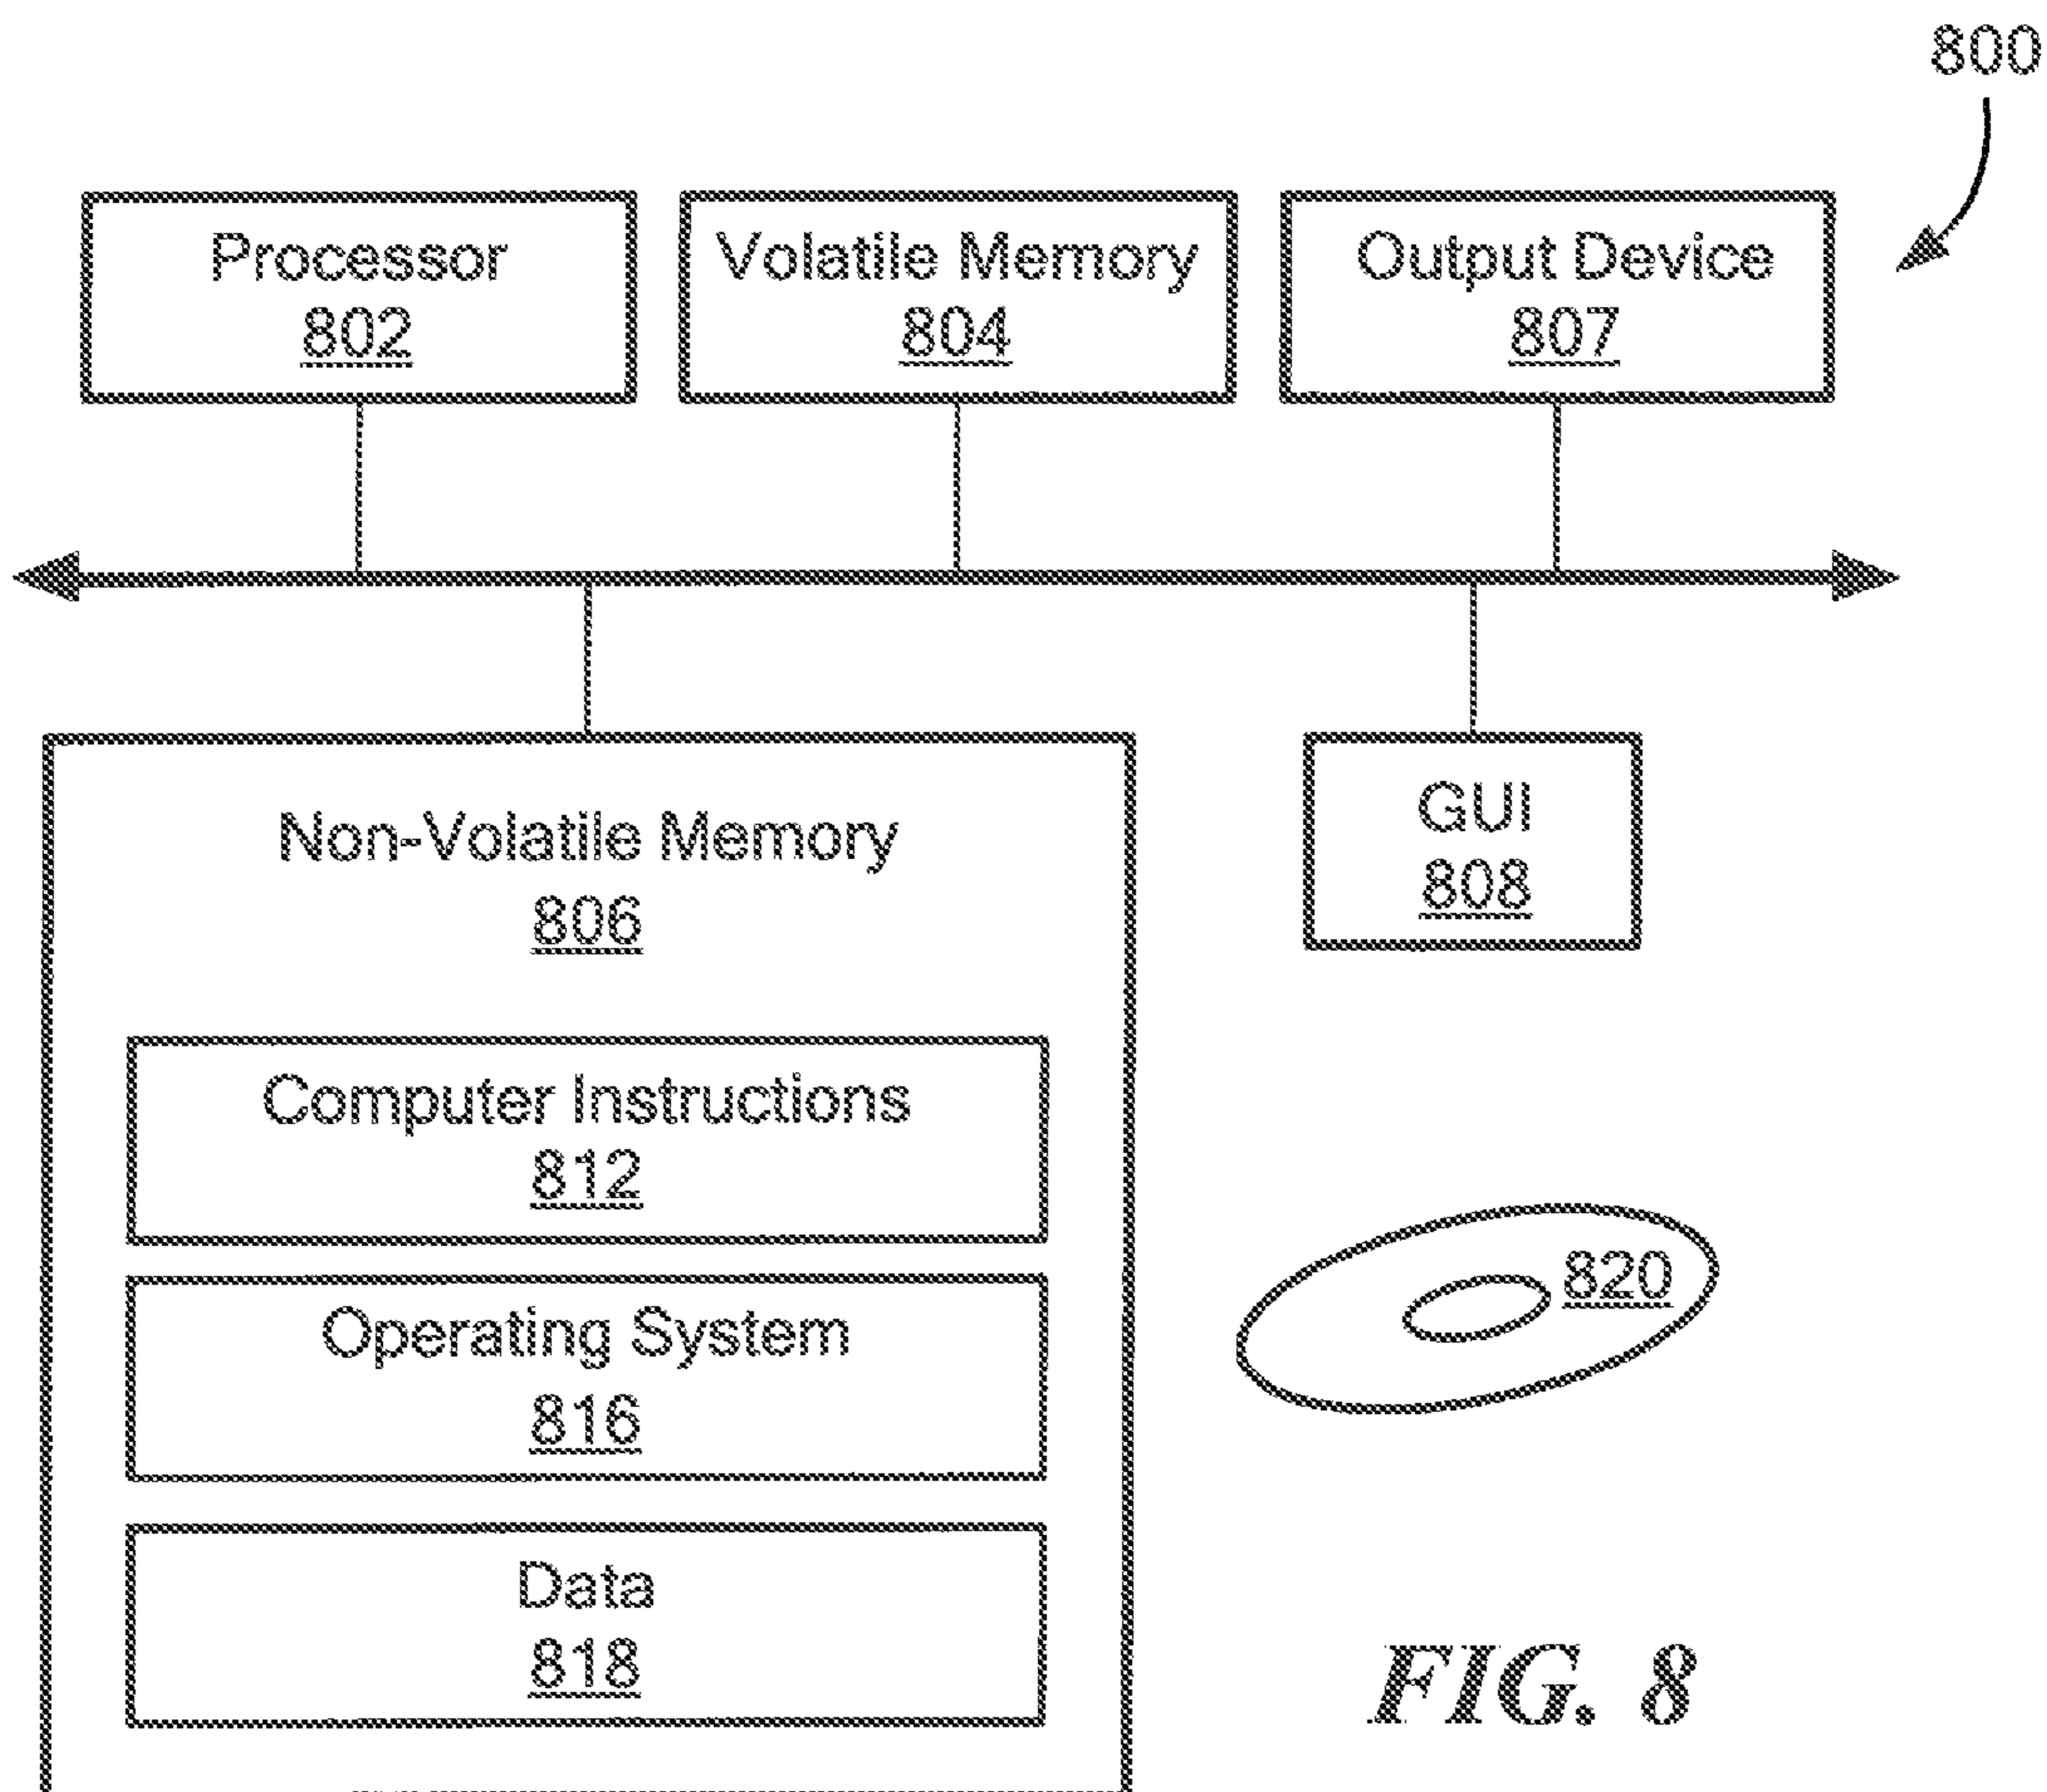 800
Processor
802
Volatile Memory
804
Output Device
807
Non-Volatile Memory
806
GUI
808
Computer Instructions
812
Operating System
816
Data
818
820
FIG. 8